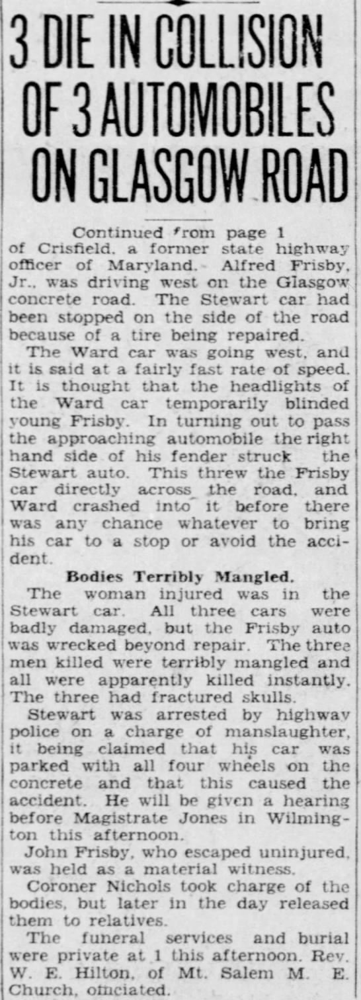 3 DIE IN COLLISION
OF 3 AUTOMOBILES
ON GLASGOW ROAD
Continued from page 1
of Crisfield, a former state highway
officer of Maryland. Alfred Frisby,
Jr., was driving west on the Glasgow
concrete road. The Stewart car had
been stopped on the side of the road
because of a tire being repaired.
The Ward car was going west, and
it is said at a fairly fast rate of speed.
It is thought that the headlights of
the Ward car temporarily blinded
young Frisby. In turning out to pass
the approaching automobile the right
hand side of his fender struck the
Stewart auto. This threw the Frisby
car directly across the road, and
Ward crashed into it before there
was any chance whatever to bring
his car to a stop or avoid the acci-
dent.
Bodies Terribly Mangled.
The woman injured was in the
Stewart car. All three cars were
badly damaged, but the Frisby auto
was wrecked beyond repair. The three
men killed were terribly mangled and
all were apparently killed instantly.
The three had fractured skulls.
Stewart was arrested by highway
police on a charge of manslaughter,
it being claimed that his car was
parked with all four wheels on the
concrete and that this caused the
accident. He will be given a hearing
before Magistrate Jones in Wilming-
ton this afternoon.
John Frisby, who escaped uninjured,
was held as a material witness.
Coroner Nichols took charge of the
bodies, but later in the day released
them to relatives.
The funeral services and burial
were private at 1 this afternoon. Rev.
W. E. Hilton, of Mt. Salem M. E.
Church, officiated.